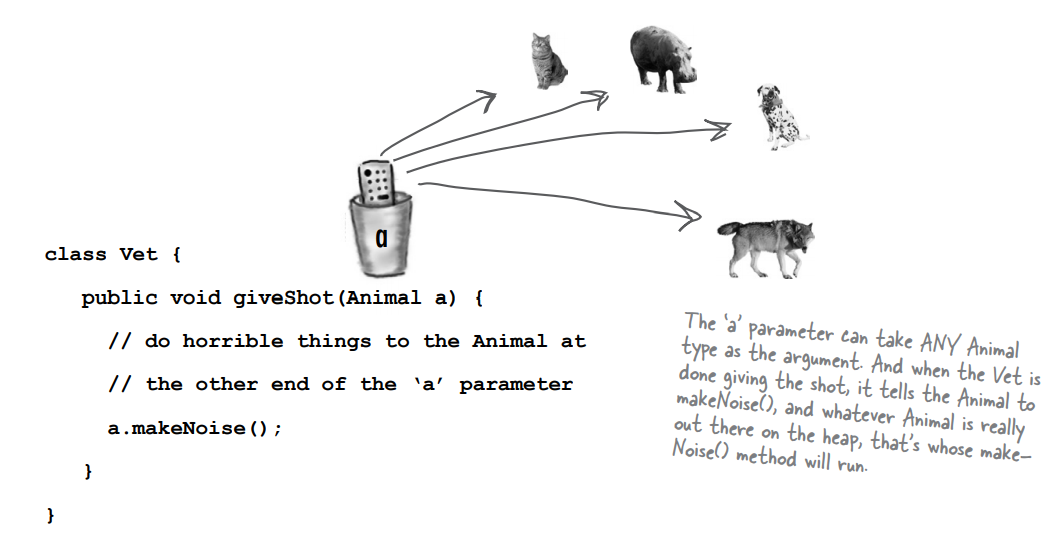 a
class Vet {
public void giveShot(Animal a) {
// do horrible things to the Animal at
// the other end of the ‘a’ parameter
a.makeNoise();
}
}
The ‘a’ parameter can take ANY Animal
type as the argument. And when the Vet is
done giving the shot, it tells the Animal to
makeNoise(), and whatever Animal is really
out there on the heap, that’s whose make–
Noise() method will run.